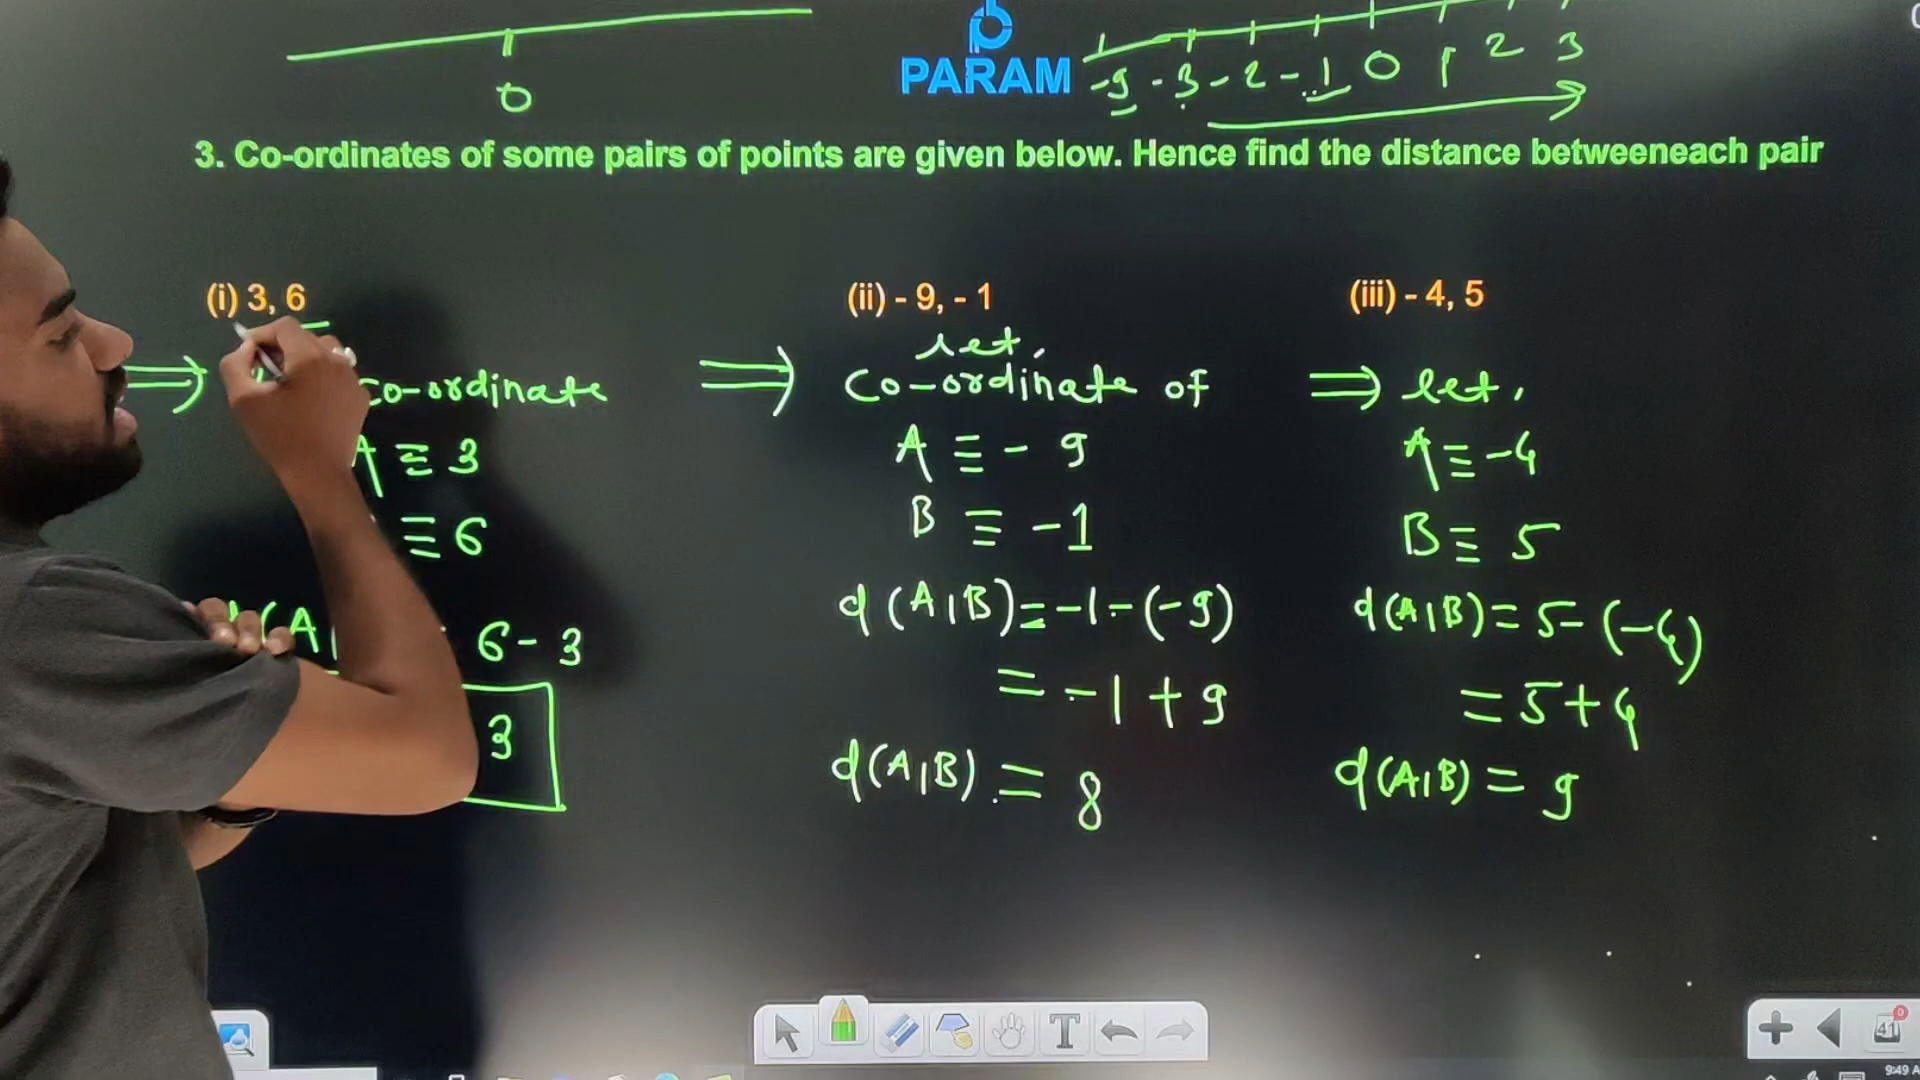 0
PARAM
-9 -3 -2 -1 0 1 2 3
3. Co-ordinates of some pairs of points are given below. Hence find the distance betweeneach pair
(i) 3, 6
⇒ co-ordinate
A ≡ 3
≡ 6
d(A, 6 - 3
3
(ii) - 9, - 1
let,
⇒ co-ordinate of
A ≡ - 9
B ≡ -1
d(A,B) = -1-(-9)
= -1 + 9
d(A,B) = 8
(iii) - 4, 5
⇒ let,
A ≡ -4
B ≡ 5
d(A,B) = 5-(-4)
= 5+4
d(A,B) = 9
T
41
9:49 A